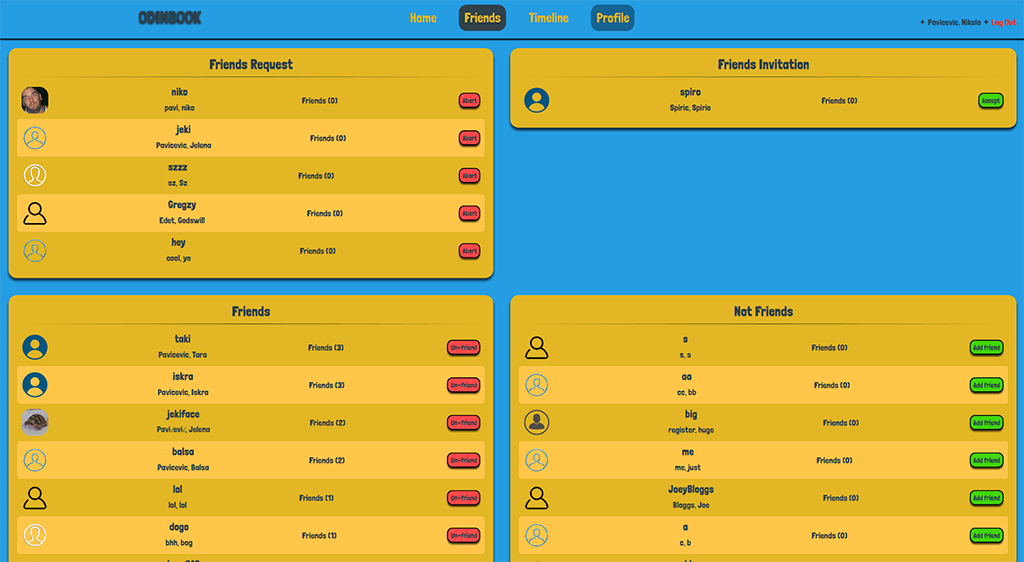 ODINBOOK
Home
Friends
Timeline
Profile
✦ Pavicevic, Nikola ✦ Log Out
Friends Request
niko
pavi, niko
Friends (0)
Abort
jeki
Pavicevic, Jelena
Friends (0)
Abort
szzz
sz, Sz
Friends (0)
Abort
Gregzy
Edet, Godswill
Friends (0)
Abort
hey
cool, yo
Friends (0)
Abort
Friends Invitation
spiro
Spiric, Spirla
Friends (0)
Accept
Friends
taki
Pavicevic, Tara
Friends (3)
Un-friend
iskra
Pavicevic, Iskra
Friends (3)
Un-friend
jekiface
Jelena
Friends (2)
Un-friend
balsa
Pavicevic, Balsa
Friends (2)
Un-friend
lol
lol, lol
Friends (1)
Un-friend
dogo
bhh, bog
Friends (1)
Un-friend
Not Friends
s
s, s
Friends (0)
Add friend
aa
cc, bb
Friends (0)
Add friend
big
register, huge
Friends (0)
Add friend
me
me, just
Friends (0)
Add friend
JoeyBloggs
Bloggs, Joe
Friends (0)
Add friend
a
c, b
Friends (0)
Add friend